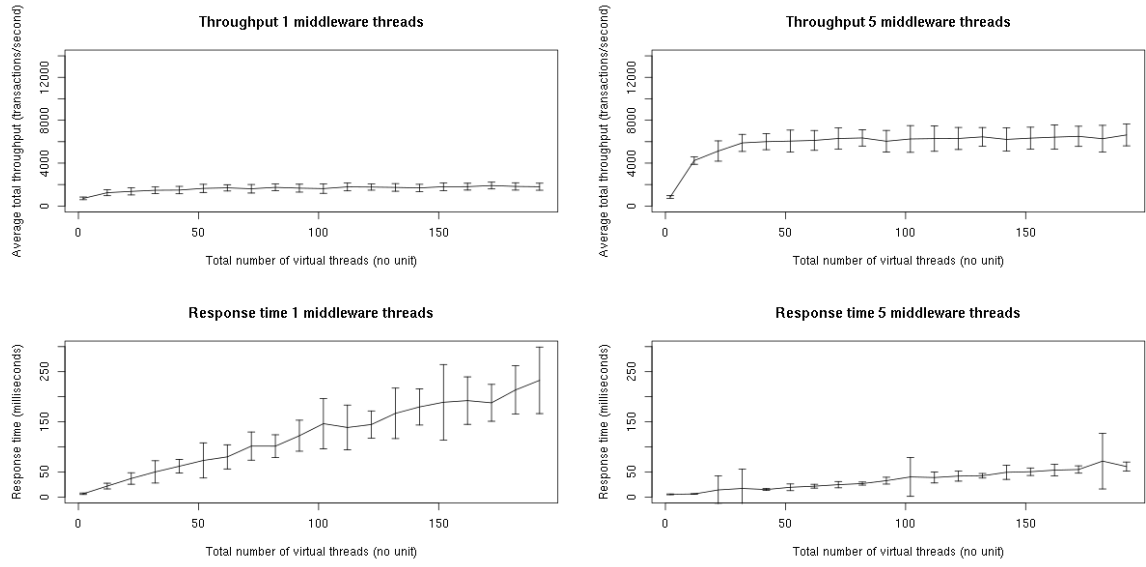 Throughput 1 middleware threads
Average total throughput (transactions/second)
12000
8000
4000
0
0 50 100 150
Total number of virtual threads (no unit)
Throughput 5 middleware threads
Average total throughput (transactions/second)
12000
8000
4000
0
0 50 100 150
Total number of virtual threads (no unit)
Response time 1 middleware threads
Response time (milliseconds)
250
150
50
0
0 50 100 150
Total number of virtual threads (no unit)
Response time 5 middleware threads
Response time (milliseconds)
250
150
50
0
0 50 100 150
Total number of virtual threads (no unit)